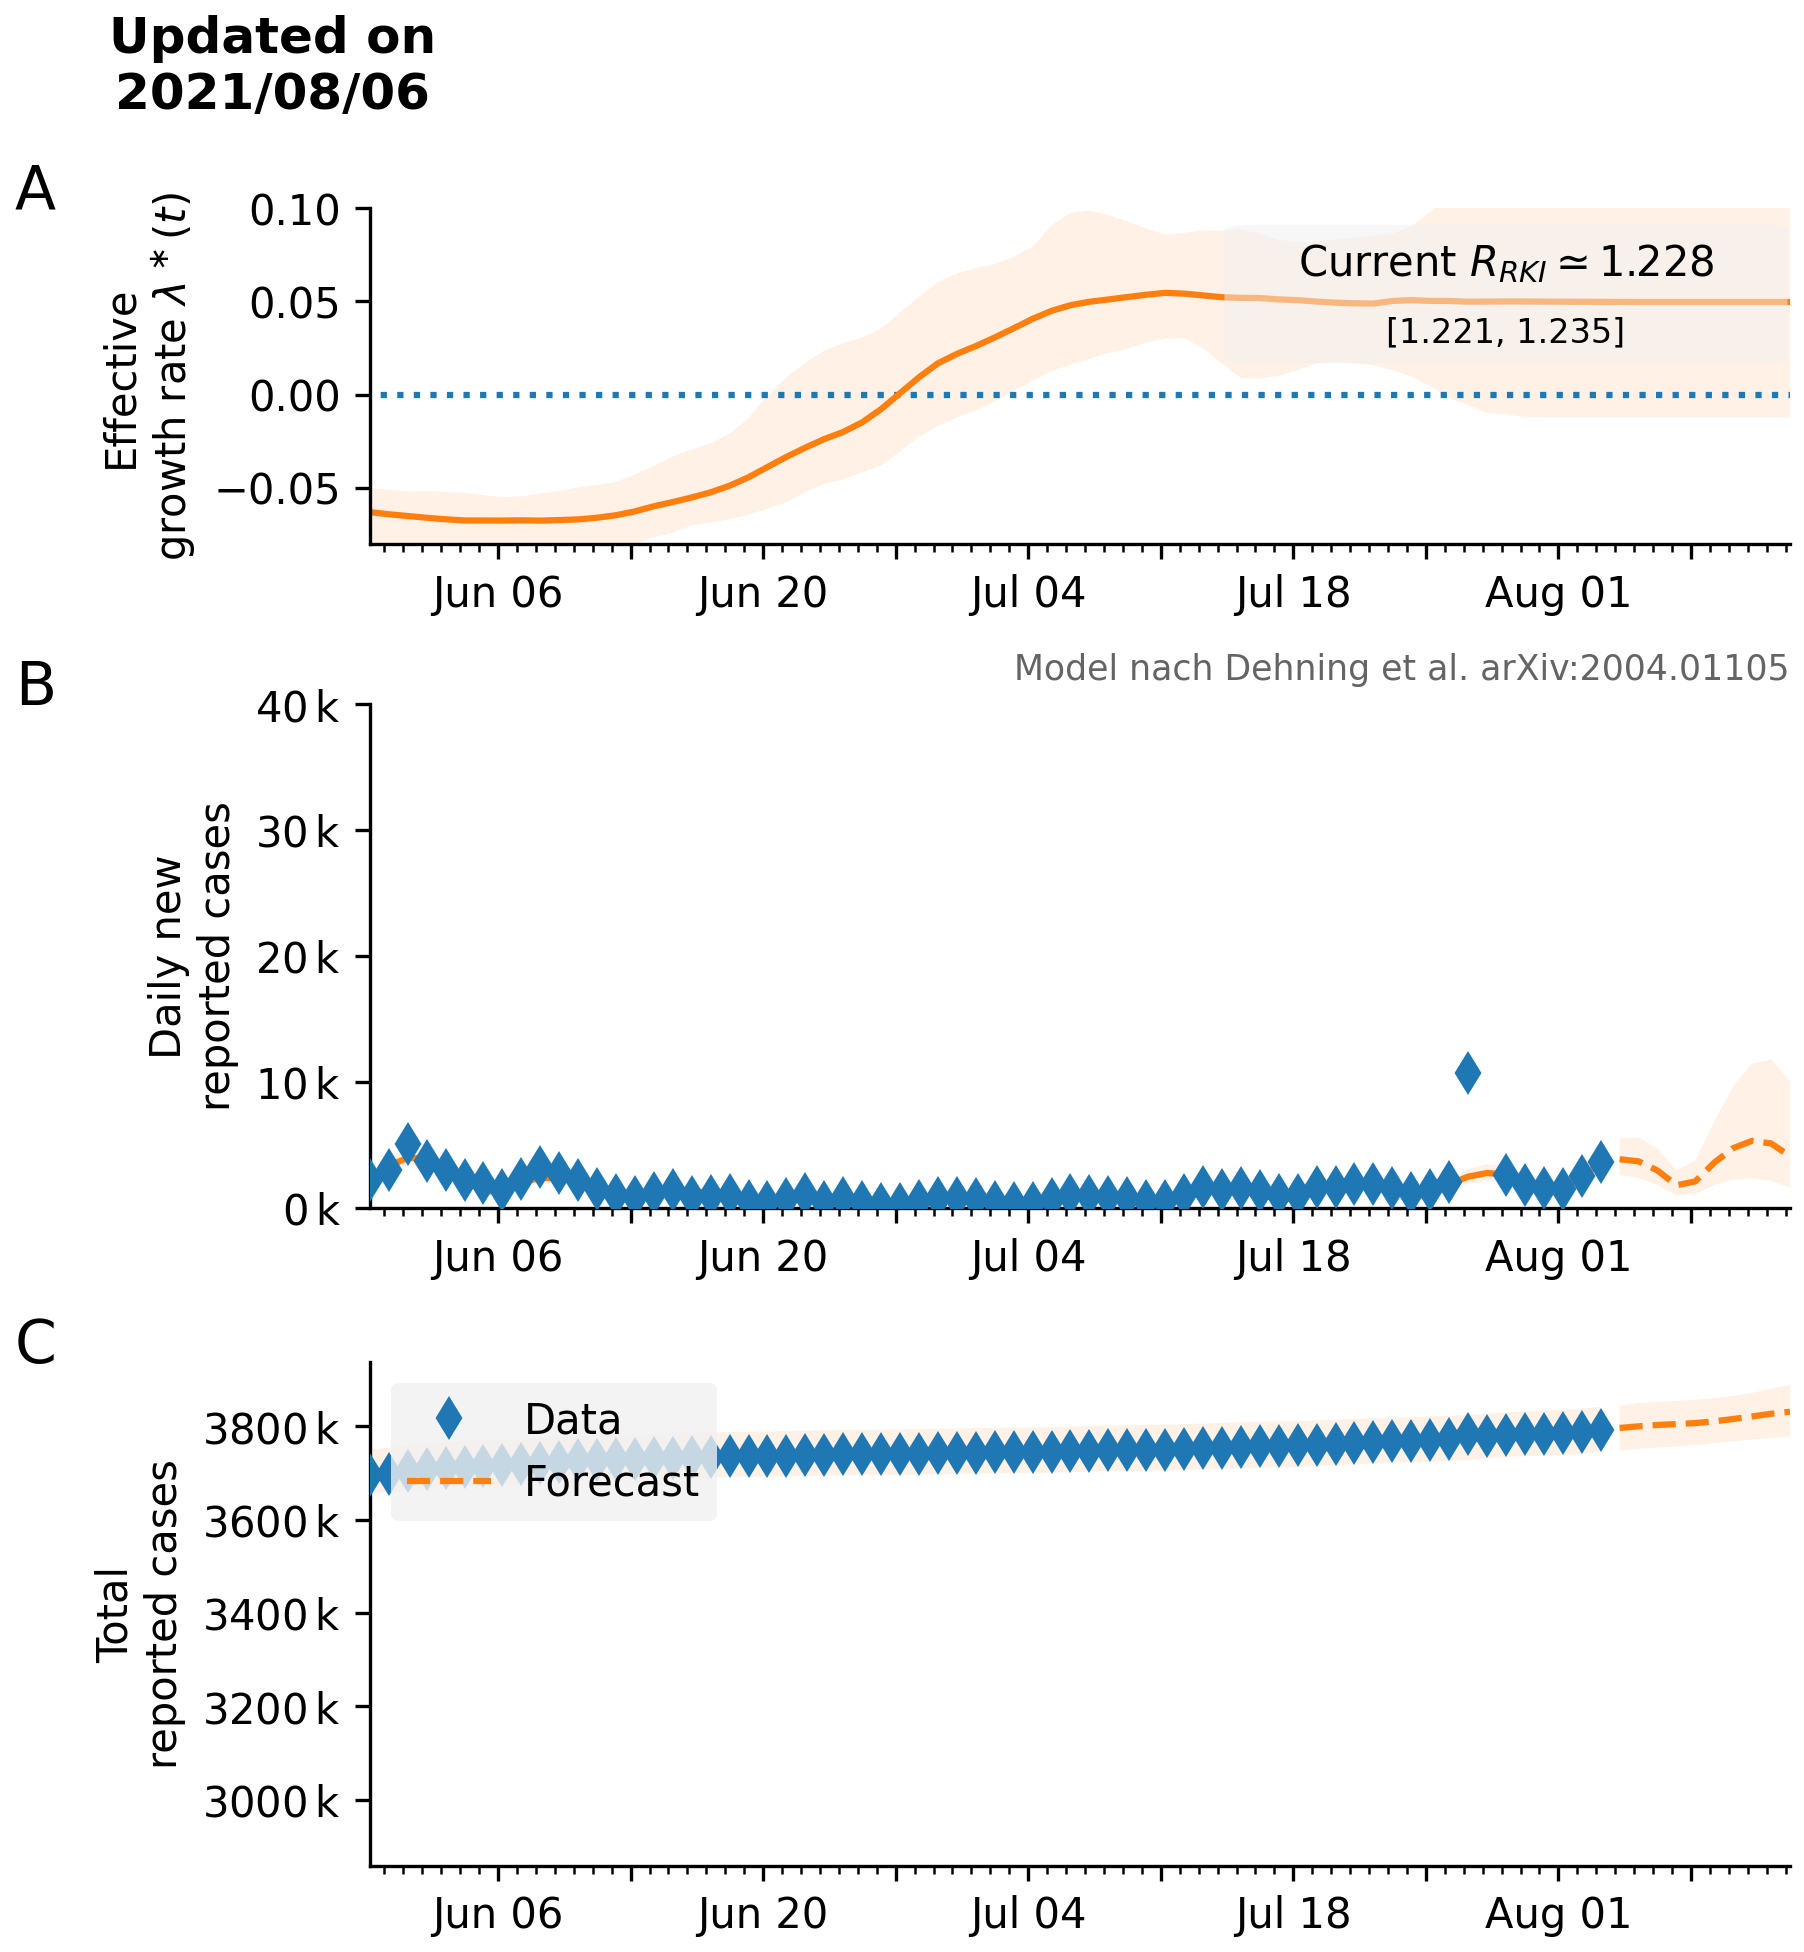 Updated on
2021/08/06
A
Effective
growth rate λ * (t)
0.10
0.05
0.00
−0.05
Current R_RKI ≃ 1.228
[1.221, 1.235]
Jun 06
Jun 20
Jul 04
Jul 18
Aug 01
Model nach Dehning et al. arXiv:2004.01105
B
Daily new
reported cases
40 k
30 k
20 k
10 k
0 k
Jun 06
Jun 20
Jul 04
Jul 18
Aug 01
C
Total
reported cases
3800 k
3600 k
3400 k
3200 k
3000 k
Data
Forecast
Jun 06
Jun 20
Jul 04
Jul 18
Aug 01